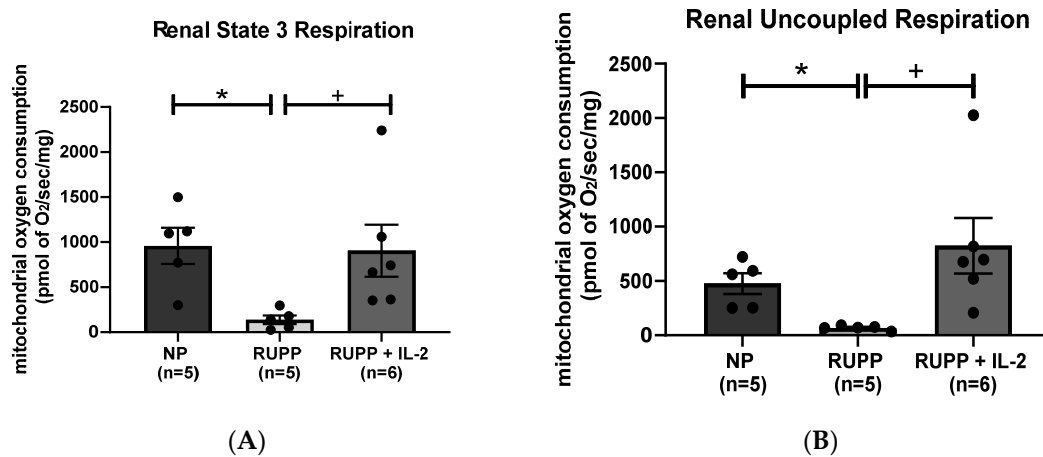 Renal State 3 Respiration
mitochondrial oxygen consumption
(pmol of O2/sec/mg)
2500
2000
1500
1000
500
0
*
+
NP
(n=5)
RUPP
(n=5)
RUPP + IL-2
(n=6)
(A)
Renal Uncoupled Respiration
mitochondrial oxygen consumption
(pmol of O2/sec/mg)
2500
2000
1500
1000
500
0
*
+
NP
(n=5)
RUPP
(n=5)
RUPP + IL-2
(n=6)
(B)